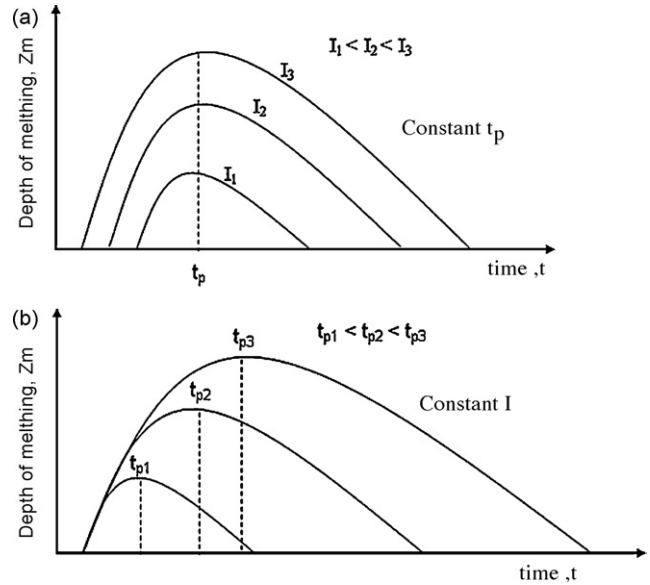 (a)
Depth of melthing, Zm
I₁ < I₂ < I₃
I₃
I₂
I₁
Constant tₚ
tₚ
time ,t
(b)
Depth of melthing, Zm
tₚ₃
tₚ₁ < tₚ₂ < tₚ₃
tₚ₂
Constant I
tₚ₁
time ,t